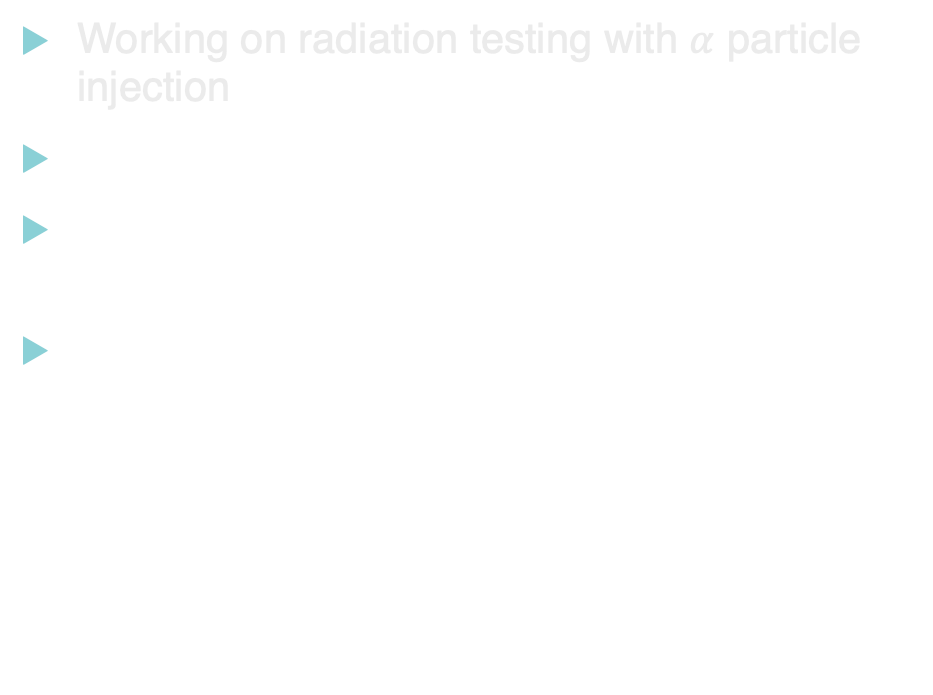 Working on radiation testing with α particle
injection